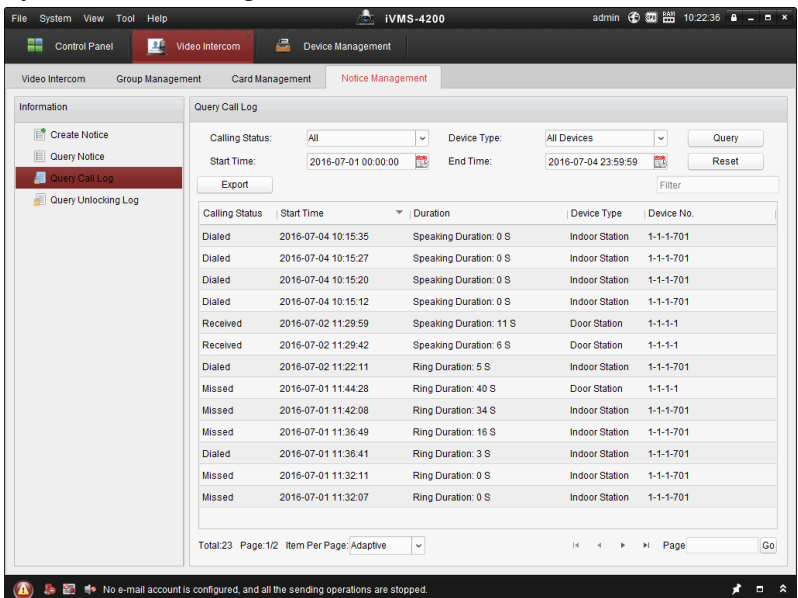 File System View Tool Help iVMS-4200 admin 10:22:36
Control Panel Video Intercom Device Management
Video Intercom Group Management Card Management Notice Management
Information Query Call Log
Create Notice
Query Notice
Query Call Log
Query Unlocking Log
Calling Status: All Device Type: All Devices Query
Start Time: 2016-07-01 00:00:00 End Time: 2016-07-04 23:59:59 Reset
Export Filter
Calling Status Start Time Duration Device Type Device No.
Dialed 2016-07-04 10:15:35 Speaking Duration: 0 S Indoor Station 1-1-1-701
Dialed 2016-07-04 10:15:27 Speaking Duration: 0 S Indoor Station 1-1-1-701
Dialed 2016-07-04 10:15:20 Speaking Duration: 0 S Indoor Station 1-1-1-701
Dialed 2016-07-04 10:15:12 Speaking Duration: 0 S Indoor Station 1-1-1-701
Received 2016-07-02 11:29:59 Speaking Duration: 11 S Door Station 1-1-1-1
Received 2016-07-02 11:29:42 Speaking Duration: 6 S Door Station 1-1-1-1
Dialed 2016-07-02 11:22:11 Ring Duration: 5 S Indoor Station 1-1-1-701
Missed 2016-07-01 11:44:28 Ring Duration: 40 S Door Station 1-1-1-1
Missed 2016-07-01 11:42:08 Ring Duration: 34 S Indoor Station 1-1-1-701
Missed 2016-07-01 11:36:49 Ring Duration: 16 S Indoor Station 1-1-1-701
Dialed 2016-07-01 11:36:41 Ring Duration: 3 S Indoor Station 1-1-1-701
Missed 2016-07-01 11:32:11 Ring Duration: 0 S Indoor Station 1-1-1-701
Missed 2016-07-01 11:32:07 Ring Duration: 0 S Indoor Station 1-1-1-701
Total:23 Page:1/2 Item Per Page: Adaptive Page Go
No e-mail account is configured, and all the sending operations are stopped.